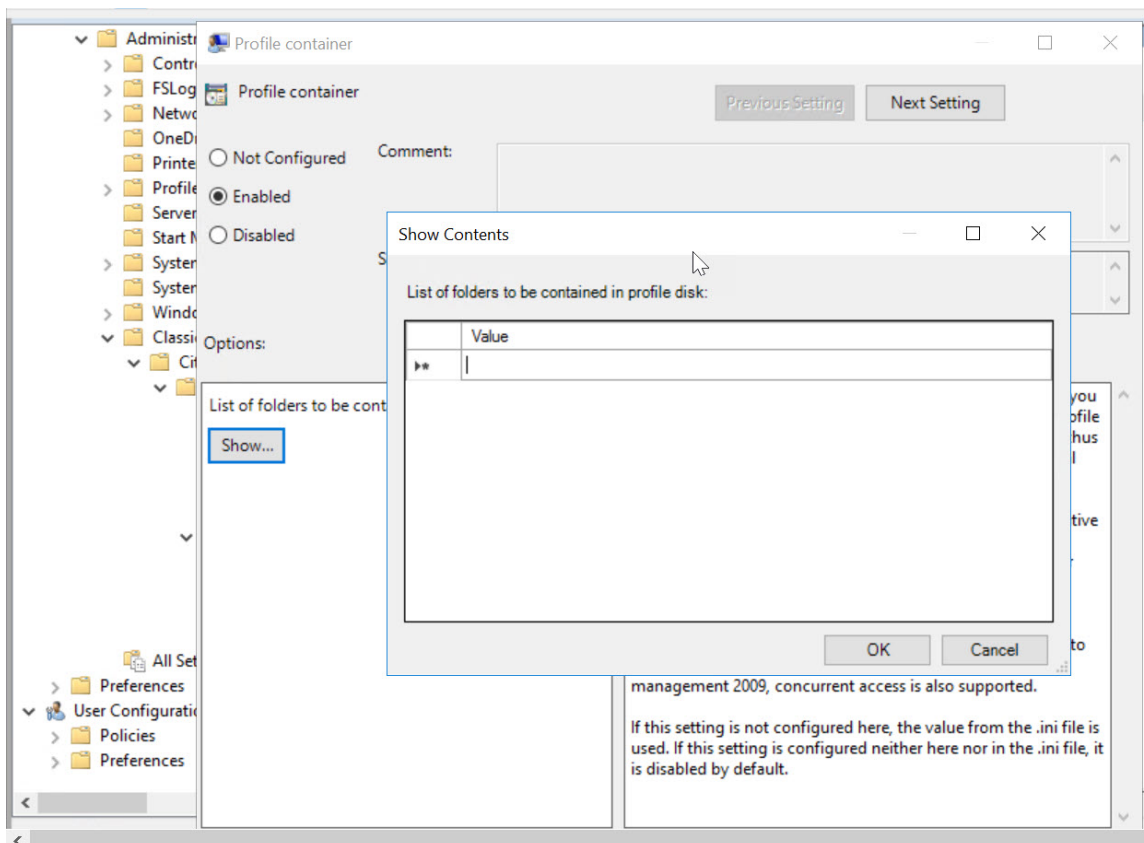 Administr
Contr
FSLog
Netwo
OneDr
Printe
Profile
Server
Start M
System
System
Windo
Classi
Cit
All Set
Preferences
User Configuratio
Policies
Preferences
Profile container
Profile container
Previous Setting
Next Setting
Not Configured
Enabled
Disabled
Comment:
S
Options:
List of folders to be cont
Show...
Show Contents
List of folders to be contained in profile disk:
Value
OK
Cancel
you
ofile
hus
l
tive
to
management 2009, concurrent access is also supported.
If this setting is not configured here, the value from the .ini file is
used. If this setting is configured neither here nor in the .ini file, it
is disabled by default.